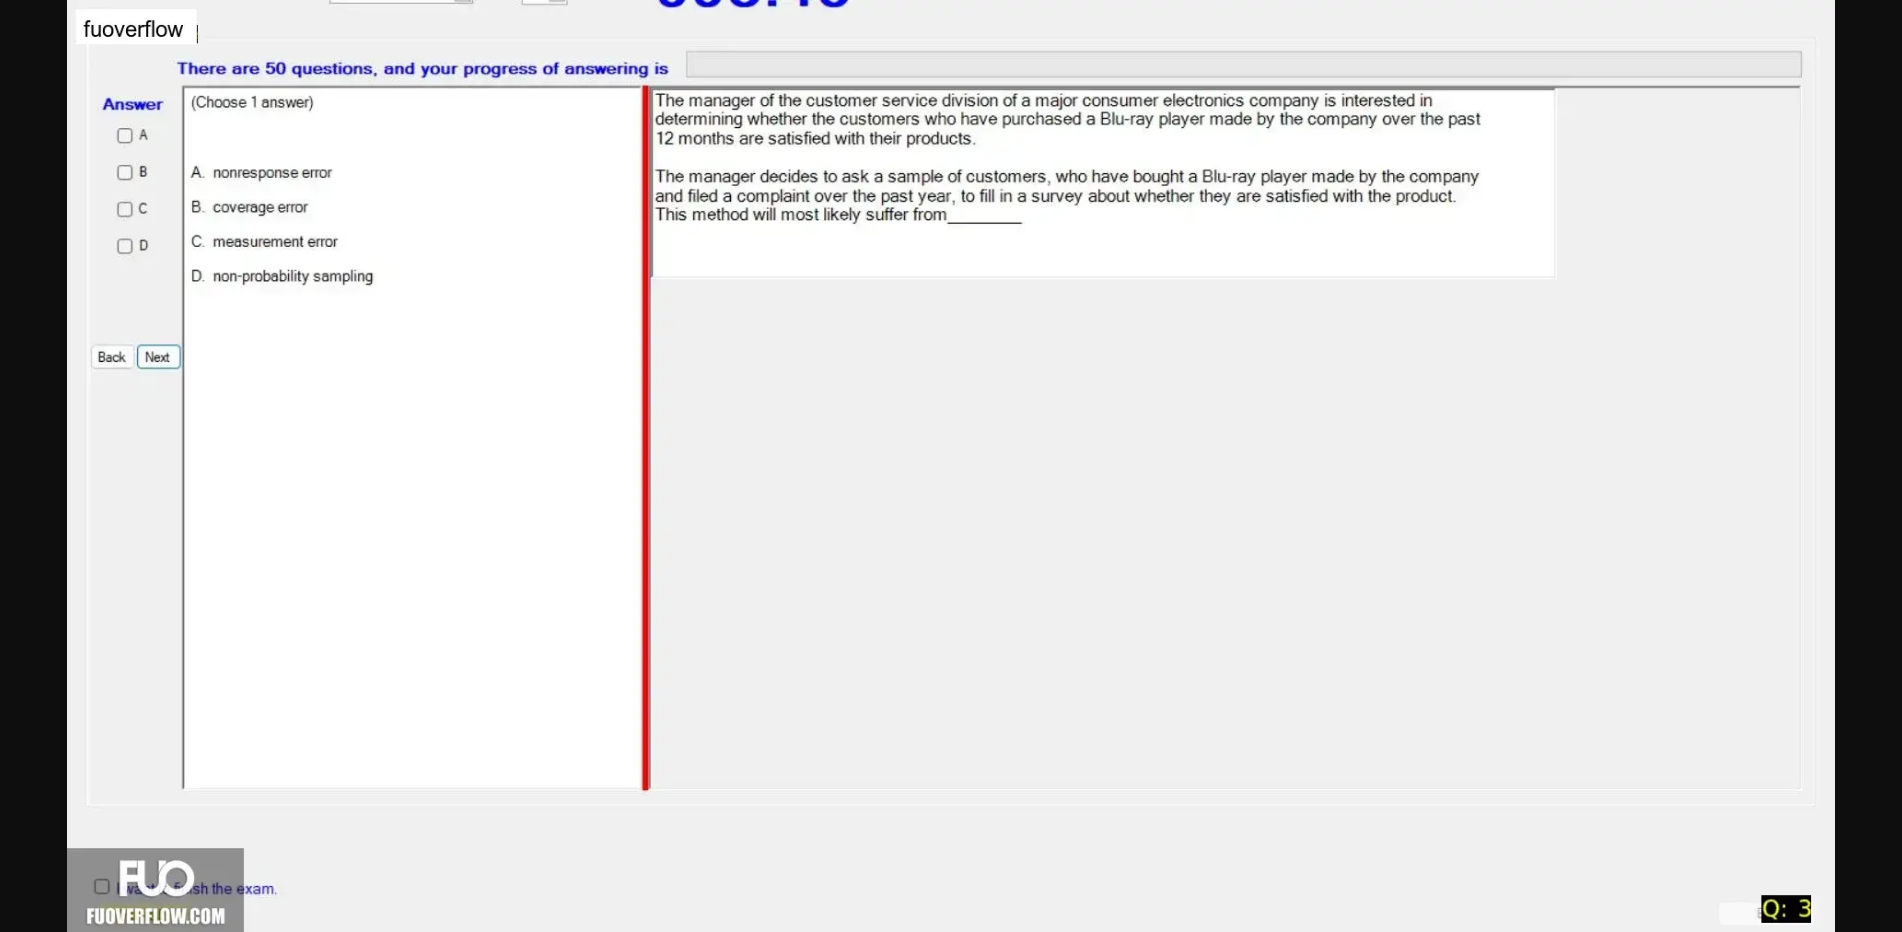 fuoverflow
There are 50 questions, and your progress of answering is
Answer
A
B
C
D
Back Next
(Choose 1 answer)
A. nonresponse error
B. coverage error
C. measurement error
D. non-probability sampling
The manager of the customer service division of a major consumer electronics company is interested in
determining whether the customers who have purchased a Blu-ray player made by the company over the past
12 months are satisfied with their products.
The manager decides to ask a sample of customers, who have bought a Blu-ray player made by the company
and filed a complaint over the past year, to fill in a survey about whether they are satisfied with the product.
This method will most likely suffer from________
the exam.
FUO
FUOVERFLOW.COM
Q: 3